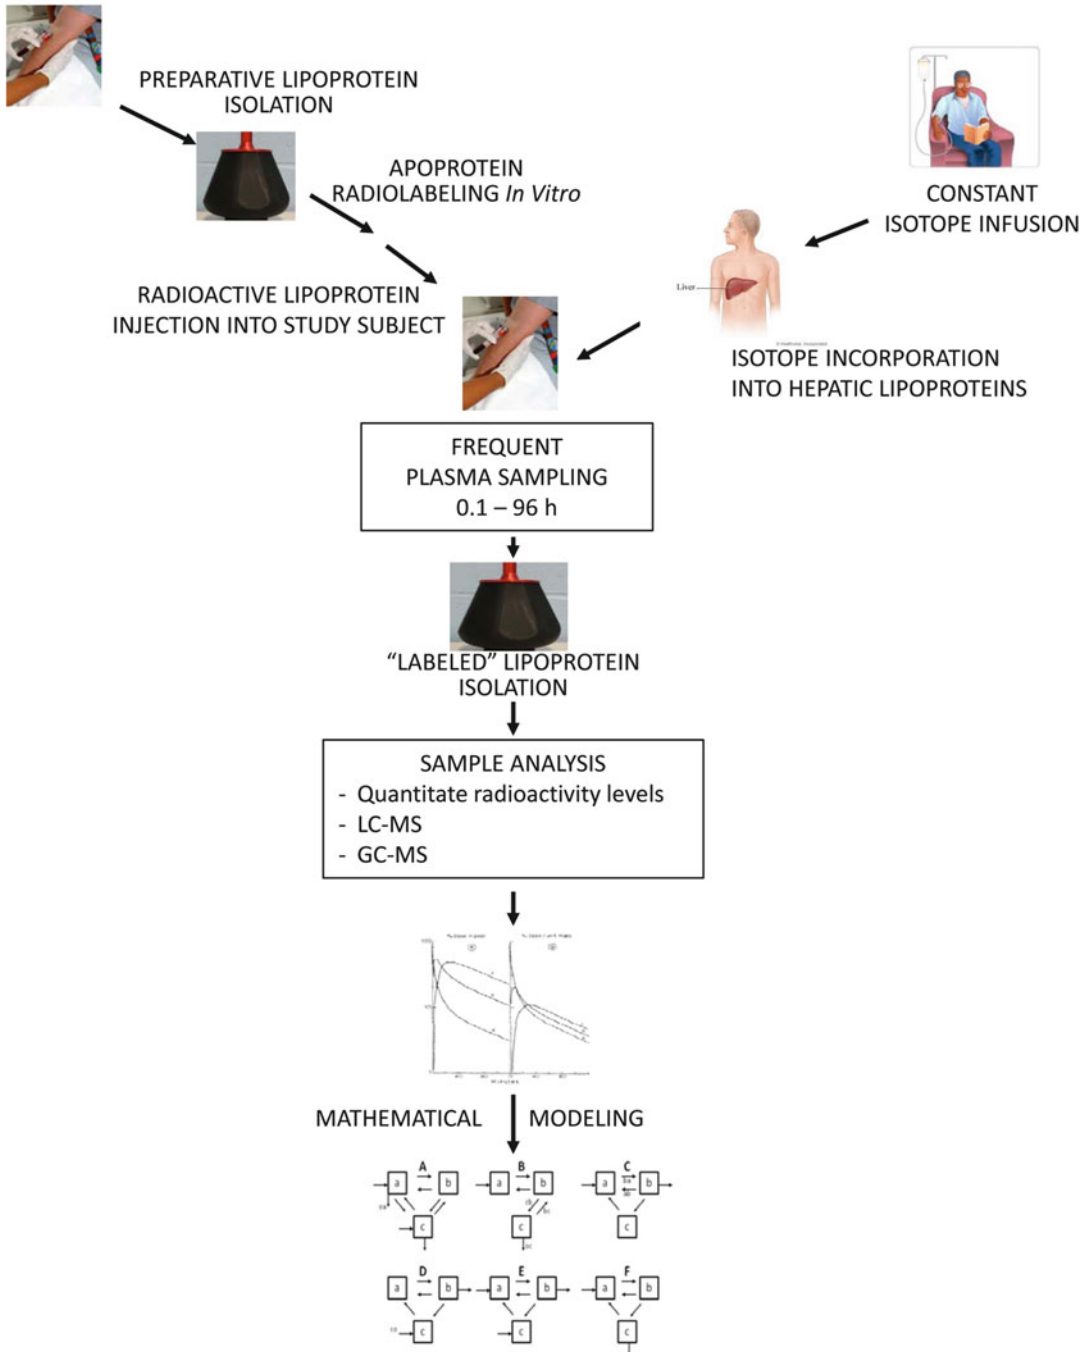 PREPARATIVE LIPOPROTEIN
ISOLATION
APOPROTEIN
RADIOLABELING In Vitro
RADIOACTIVE LIPOPROTEIN
INJECTION INTO STUDY SUBJECT
CONSTANT
ISOTOPE INFUSION
Liver
ISOTOPE INCORPORATION
INTO HEPATIC LIPOPROTEINS
FREQUENT
PLASMA SAMPLING
0.1 – 96 h
“LABELED” LIPOPROTEIN
ISOLATION
SAMPLE ANALYSIS
- Quantitate radioactivity levels
- LC-MS
- GC-MS
MATHEMATICAL MODELING
A B C
a b a b a b
ba
ab
c c c
D E F
a b a b a b
c c c